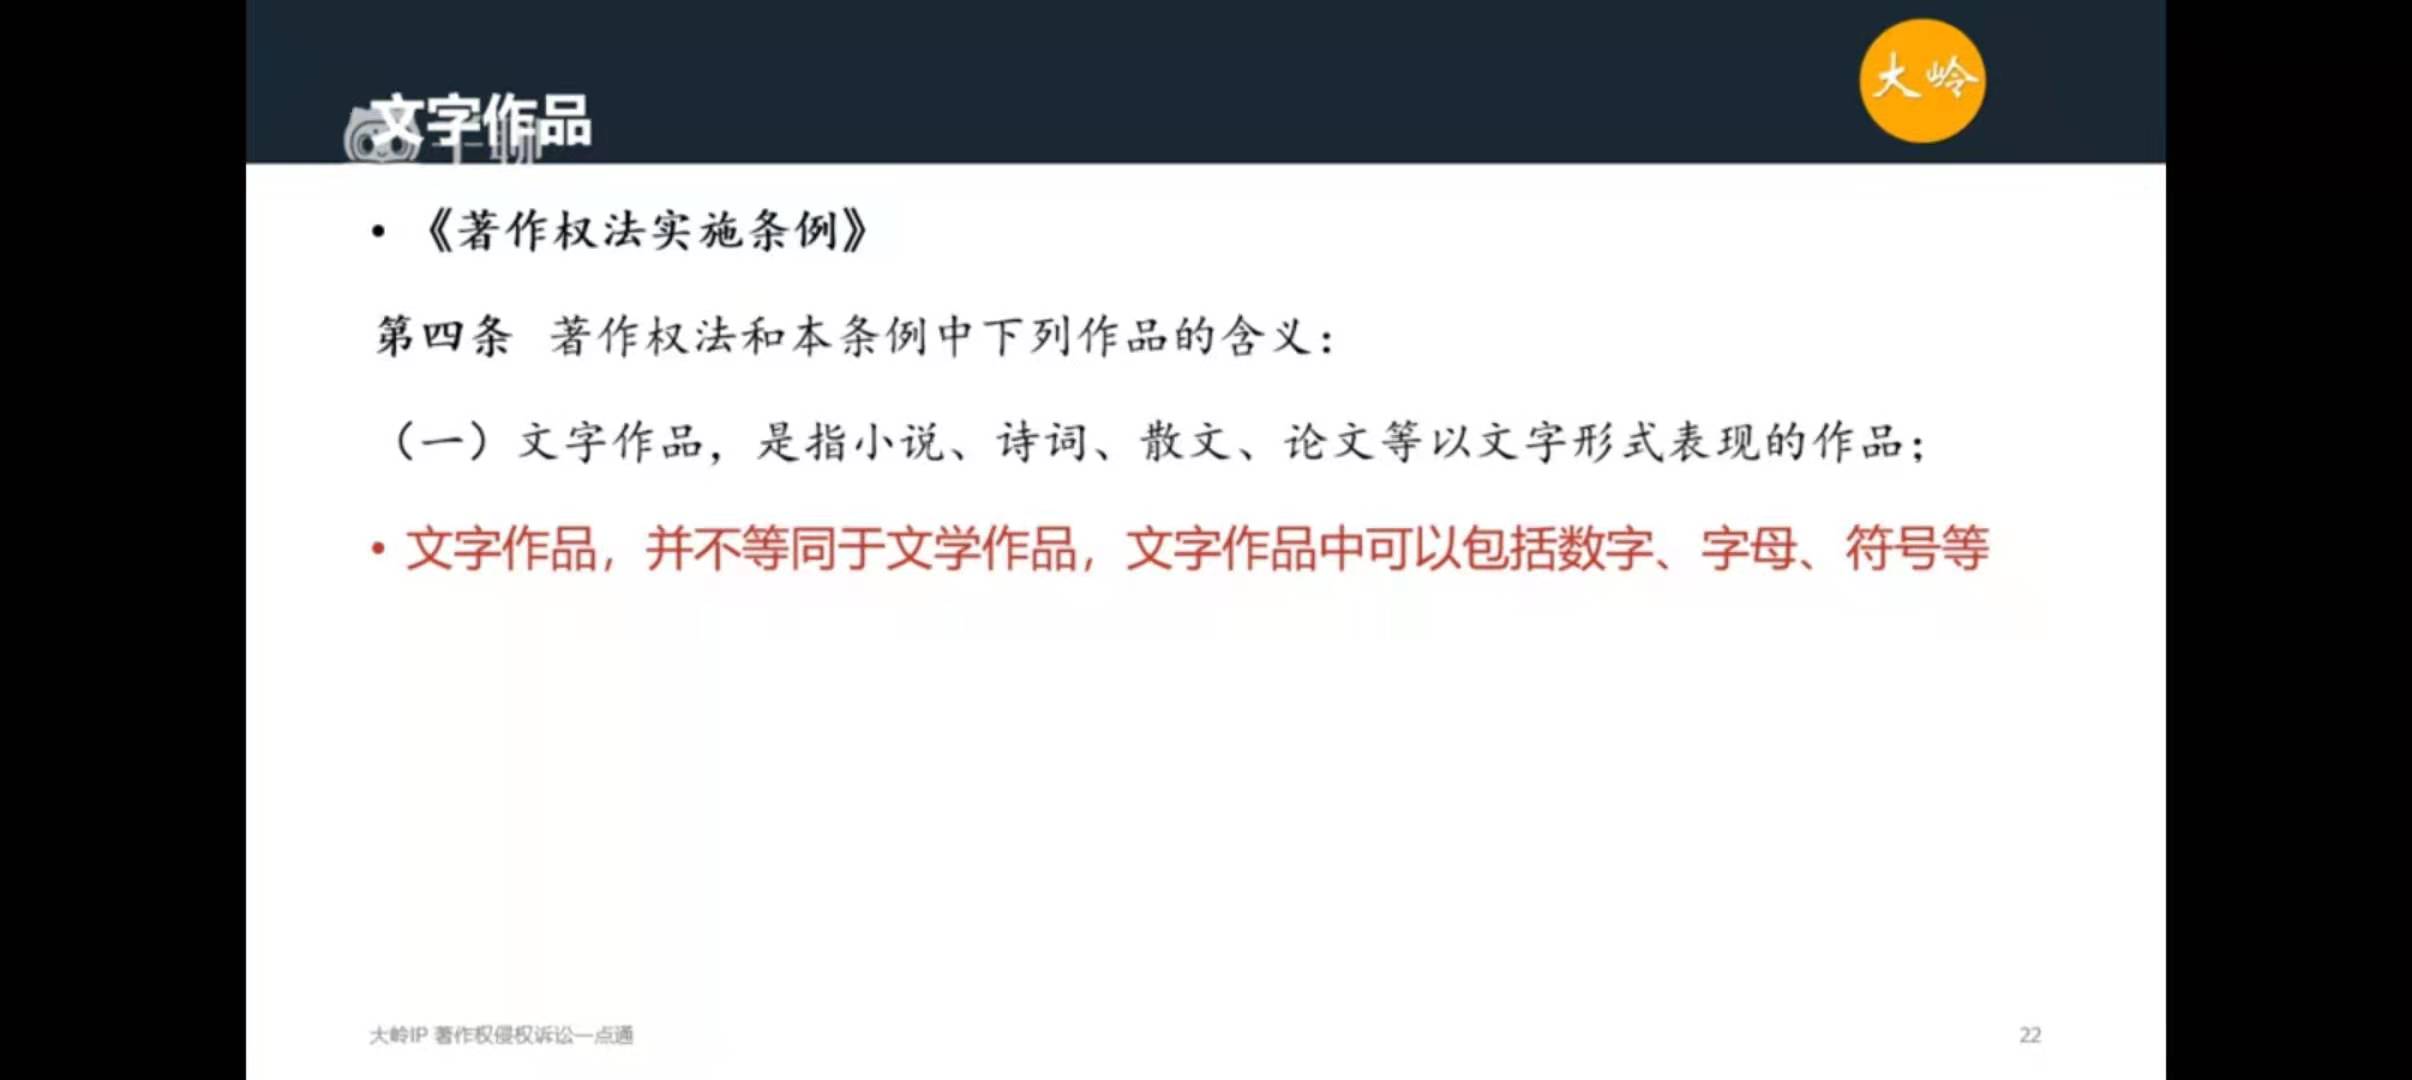 大岭
文字作品
千聊
•《著作权法实施条例》
第四条 著作权法和本条例中下列作品的含义：
（一）文字作品，是指小说、诗词、散文、论文等以文字形式表现的作品；
• 文字作品，并不等同于文学作品，文字作品中可以包括数字、字母、符号等
大岭IP 著作权侵权诉讼一点通
22